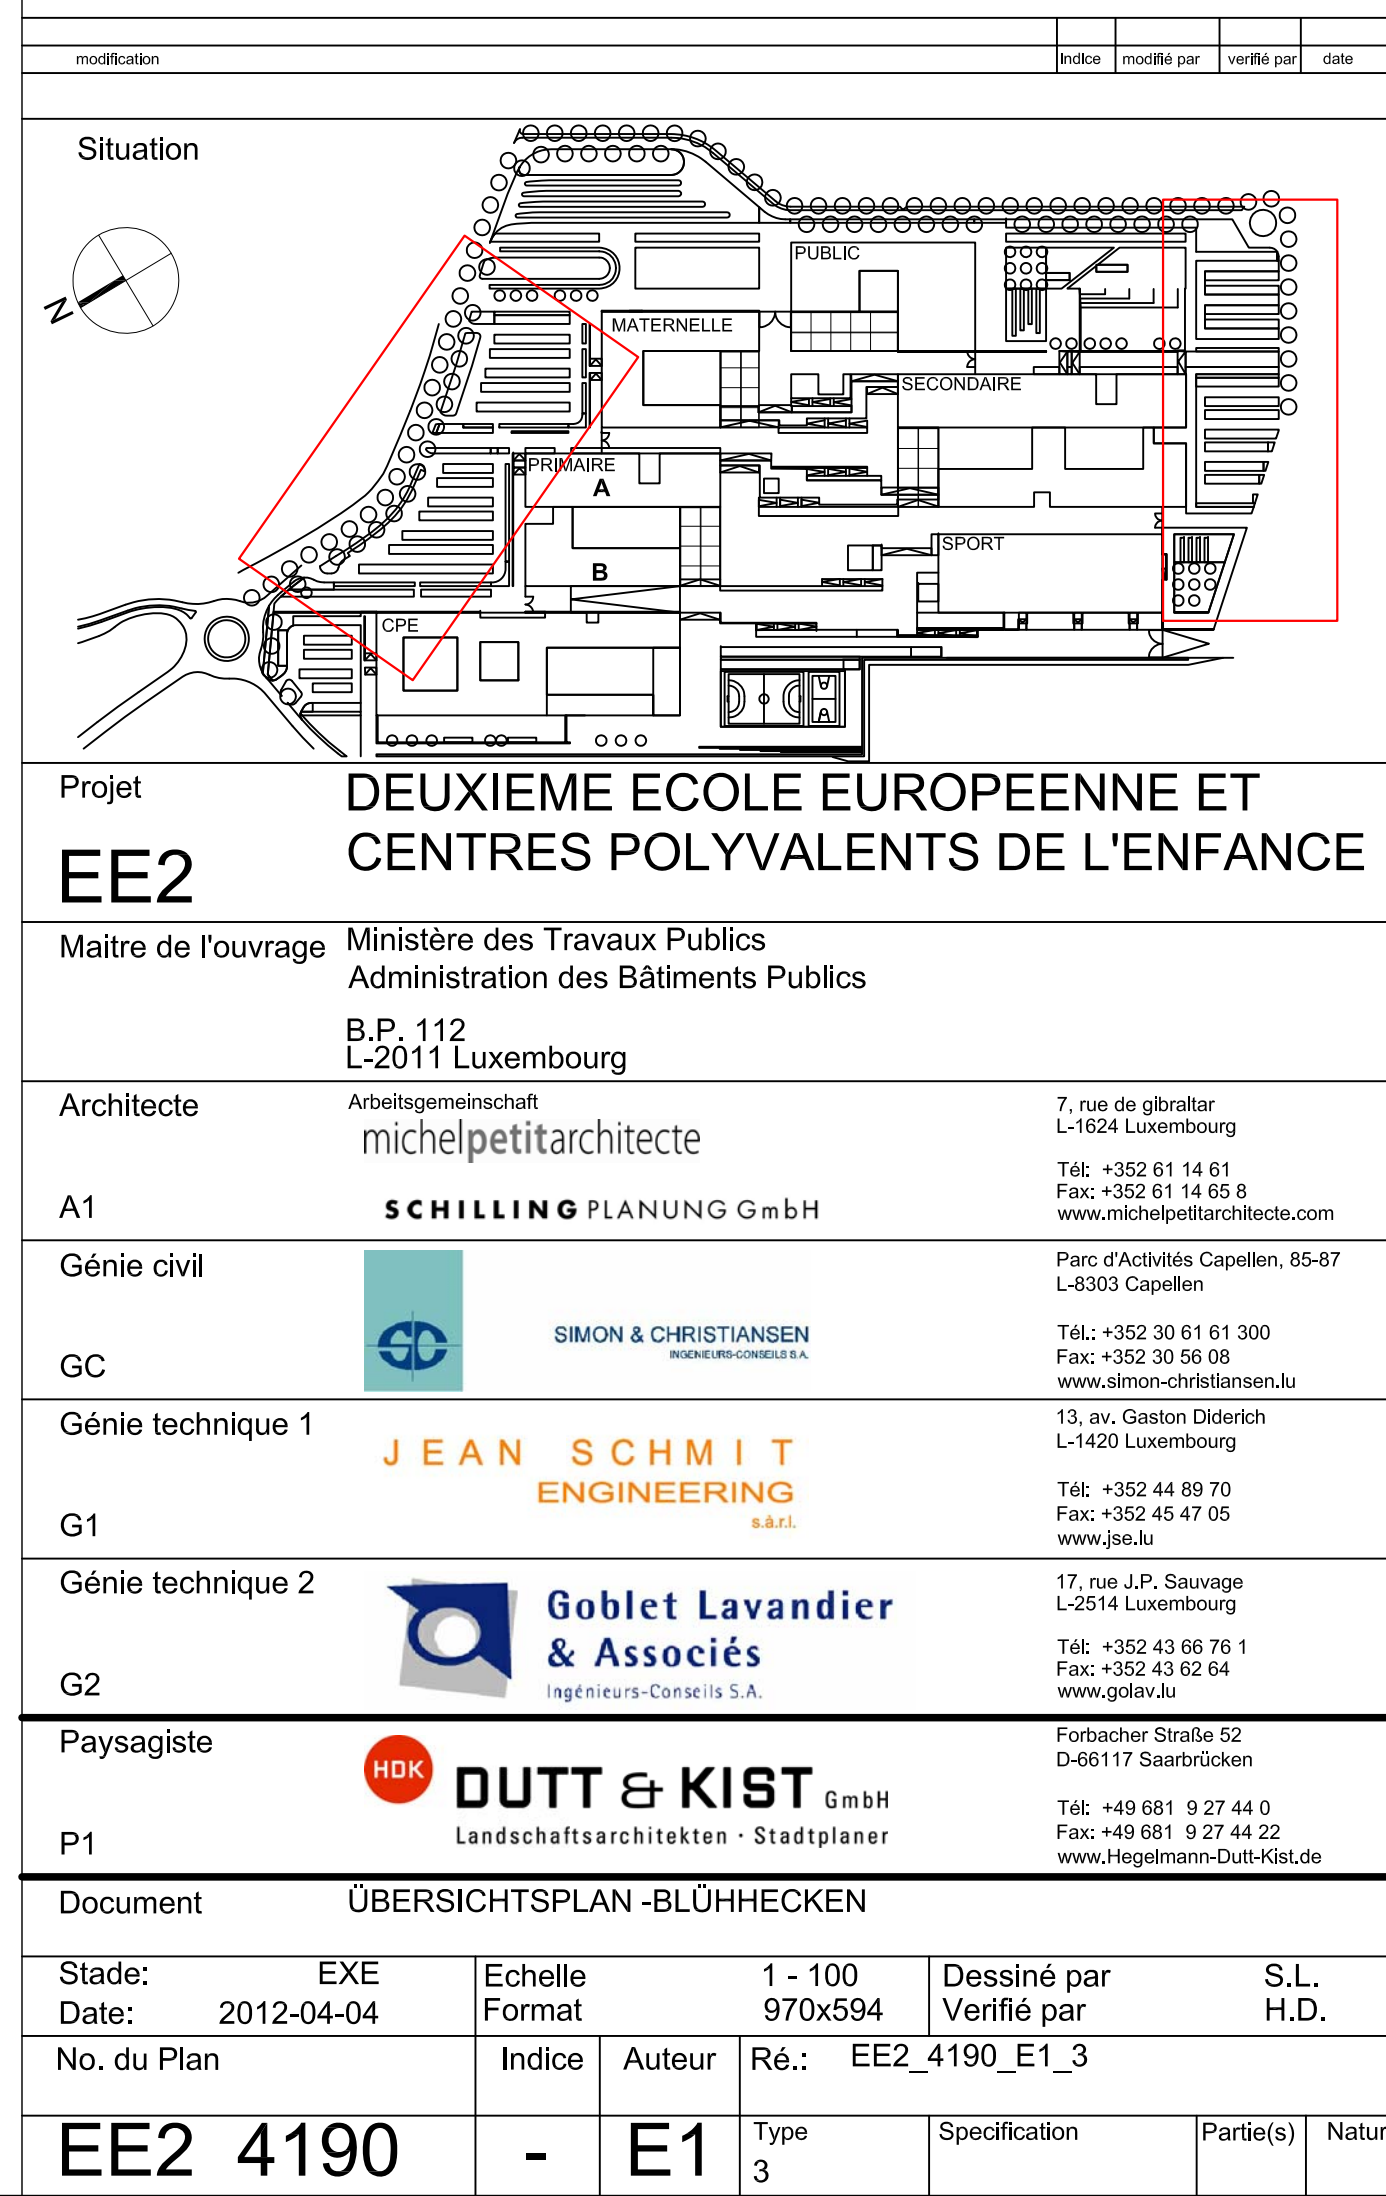 modification Indice modifié par verifié par date
Situation
N
PUBLIC
MATERNELLE
SECONDAIRE
PRIMAIRE
A
SPORT
B
CPE
Projet
DEUXIEME ECOLE EUROPEENNE ET
CENTRES POLYVALENTS DE L'ENFANCE
EE2
Maitre de l'ouvrage
Ministère des Travaux Publics
Administration des Bâtiments Publics
B.P. 112
L-2011 Luxembourg
Architecte
A1
Arbeitsgemeinschaft
michelpetitarchitecte
SCHILLING PLANUNG GmbH
7, rue de gibraltar
L-1624 Luxembourg
Tél: +352 61 14 61
Fax: +352 61 14 65 8
www.michelpetitarchitecte.com
Génie civil
GC
SC
SIMON & CHRISTIANSEN
INGENIEURS-CONSEILS S.A.
Parc d'Activités Capellen, 85-87
L-8303 Capellen
Tél.: +352 30 61 61 300
Fax: +352 30 56 08
www.simon-christiansen.lu
Génie technique 1
G1
JEAN SCHMIT
ENGINEERING
s.à.r.l.
13, av. Gaston Diderich
L-1420 Luxembourg
Tél: +352 44 89 70
Fax: +352 45 47 05
www.jse.lu
Génie technique 2
G2
Goblet Lavandier
& Associés
Ingénieurs-Conseils S.A.
17, rue J.P. Sauvage
L-2514 Luxembourg
Tél: +352 43 66 76 1
Fax: +352 43 62 64
www.golav.lu
Paysagiste
P1
HDK
DUTT & KIST GmbH
Landschaftsarchitekten · Stadtplaner
Forbacher Straße 52
D-66117 Saarbrücken
Tél: +49 681 9 27 44 0
Fax: +49 681 9 27 44 22
www.Hegelmann-Dutt-Kist.de
Document ÜBERSICHTSPLAN -BLÜHHECKEN
Stade: EXE Echelle 1 - 100 Dessiné par S.L.
Date: 2012-04-04 Format 970x594 Verifié par H.D.
No. du Plan Indice Auteur Ré.: EE2_4190_E1_3
EE2 4190 - E1
Type Specification Partie(s) Natur
3